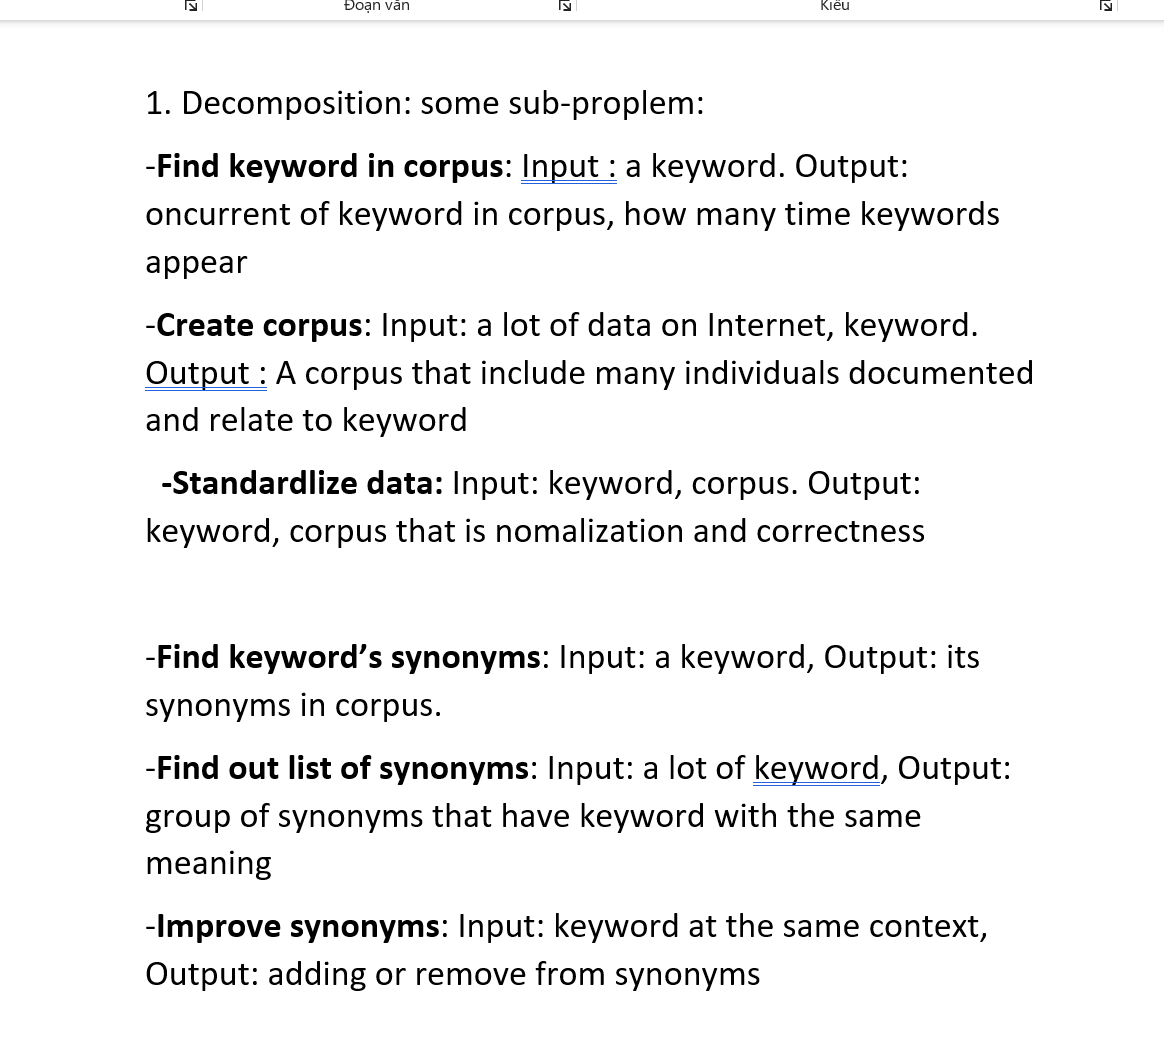 Đoạn văn
Kiểu
1. Decomposition: some sub-proplem:
-Find keyword in corpus: Input : a keyword. Output:
oncurrent of keyword in corpus, how many time keywords
appear
-Create corpus: Input: a lot of data on Internet, keyword.
Output : A corpus that include many individuals documented
and relate to keyword
-Standardlize data: Input: keyword, corpus. Output:
keyword, corpus that is nomalization and correctness
-Find keyword’s synonyms: Input: a keyword, Output: its
synonyms in corpus.
-Find out list of synonyms: Input: a lot of keyword, Output:
group of synonyms that have keyword with the same
meaning
-Improve synonyms: Input: keyword at the same context,
Output: adding or remove from synonyms